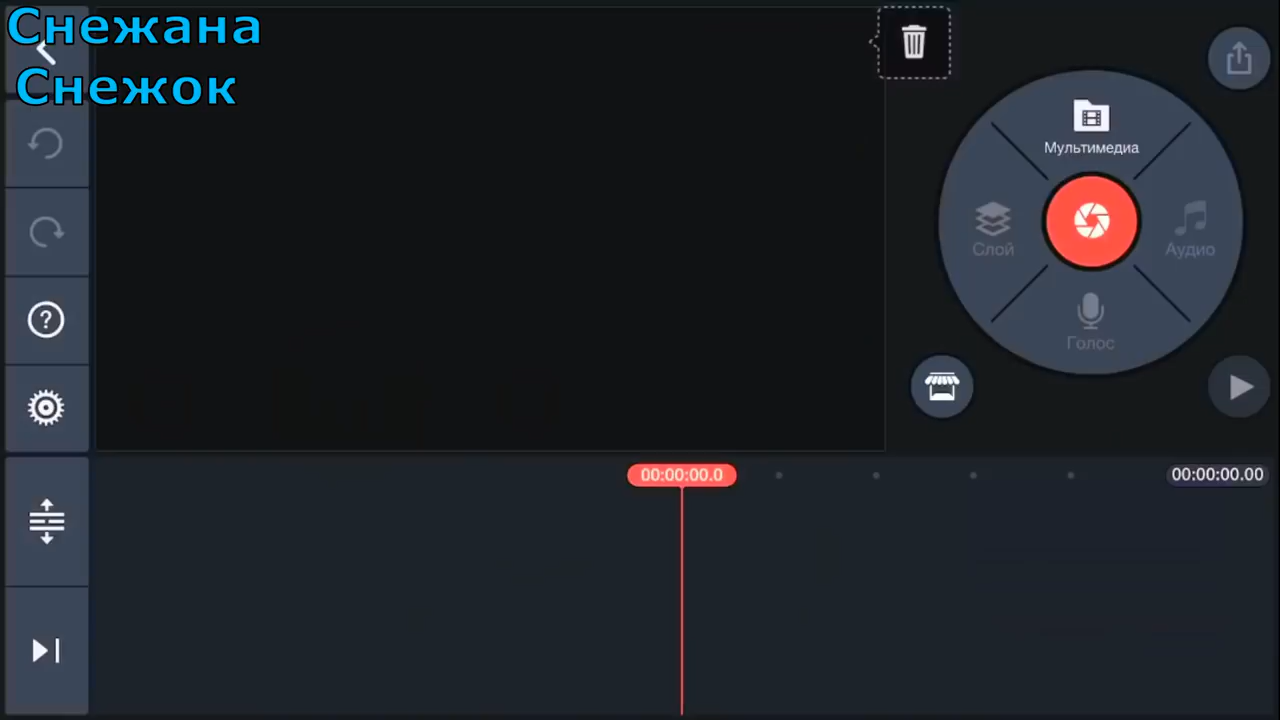 Снежана
Снежок
Мультимедиа
Слой
Аудио
Голос
00:00:00.0
00:00:00.00